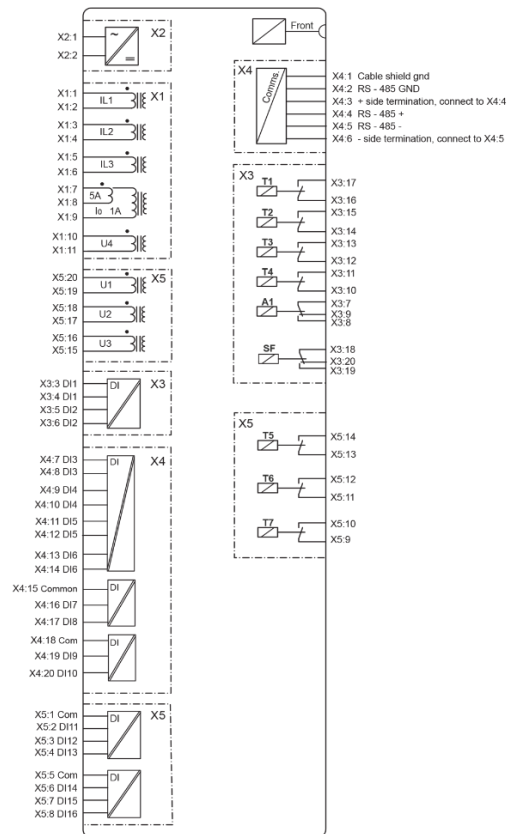 X2:1
X2:2
X2
~
=
X1
X1:1
X1:2
IL1
X1:3
X1:4
IL2
X1:5
X1:6
IL3
X1:7
X1:8
X1:9
5A
I₀ 1A
X1:10
X1:11
U4
X5
X5:20
X5:19
U1
X5:18
X5:17
U2
X5:16
X5:15
U3
X3
X3:3 DI1
X3:4 DI1
X3:5 DI2
X3:6 DI2
DI
X4
X4:7 DI3
X4:8 DI3
X4:9 DI4
X4:10 DI4
X4:11 DI5
X4:12 DI5
X4:13 DI6
X4:14 DI6
DI
X4:15 Common
X4:16 DI7
X4:17 DI8
DI
X4:18 Com
X4:19 DI9
X4:20 DI10
DI
X5
X5:1 Com
X5:2 DI11
X5:3 DI12
X5:4 DI13
DI
X5:5 Com
X5:6 DI14
X5:7 DI15
X5:8 DI16
DI
Front
X4
Comms.
X4:1 Cable shield gnd
X4:2 RS - 485 GND
X4:3 + side termination, connect to X4:4
X4:4 RS - 485 +
X4:5 RS - 485 -
X4:6 - side termination, connect to X4:5
X3
T1
X3:17
X3:16
T2
X3:15
X3:14
T3
X3:13
X3:12
T4
X3:11
X3:10
A1
X3:7
X3:9
X3:8
SF
X3:18
X3:20
X3:19
X5
T5
X5:14
X5:13
T6
X5:12
X5:11
T7
X5:10
X5:9